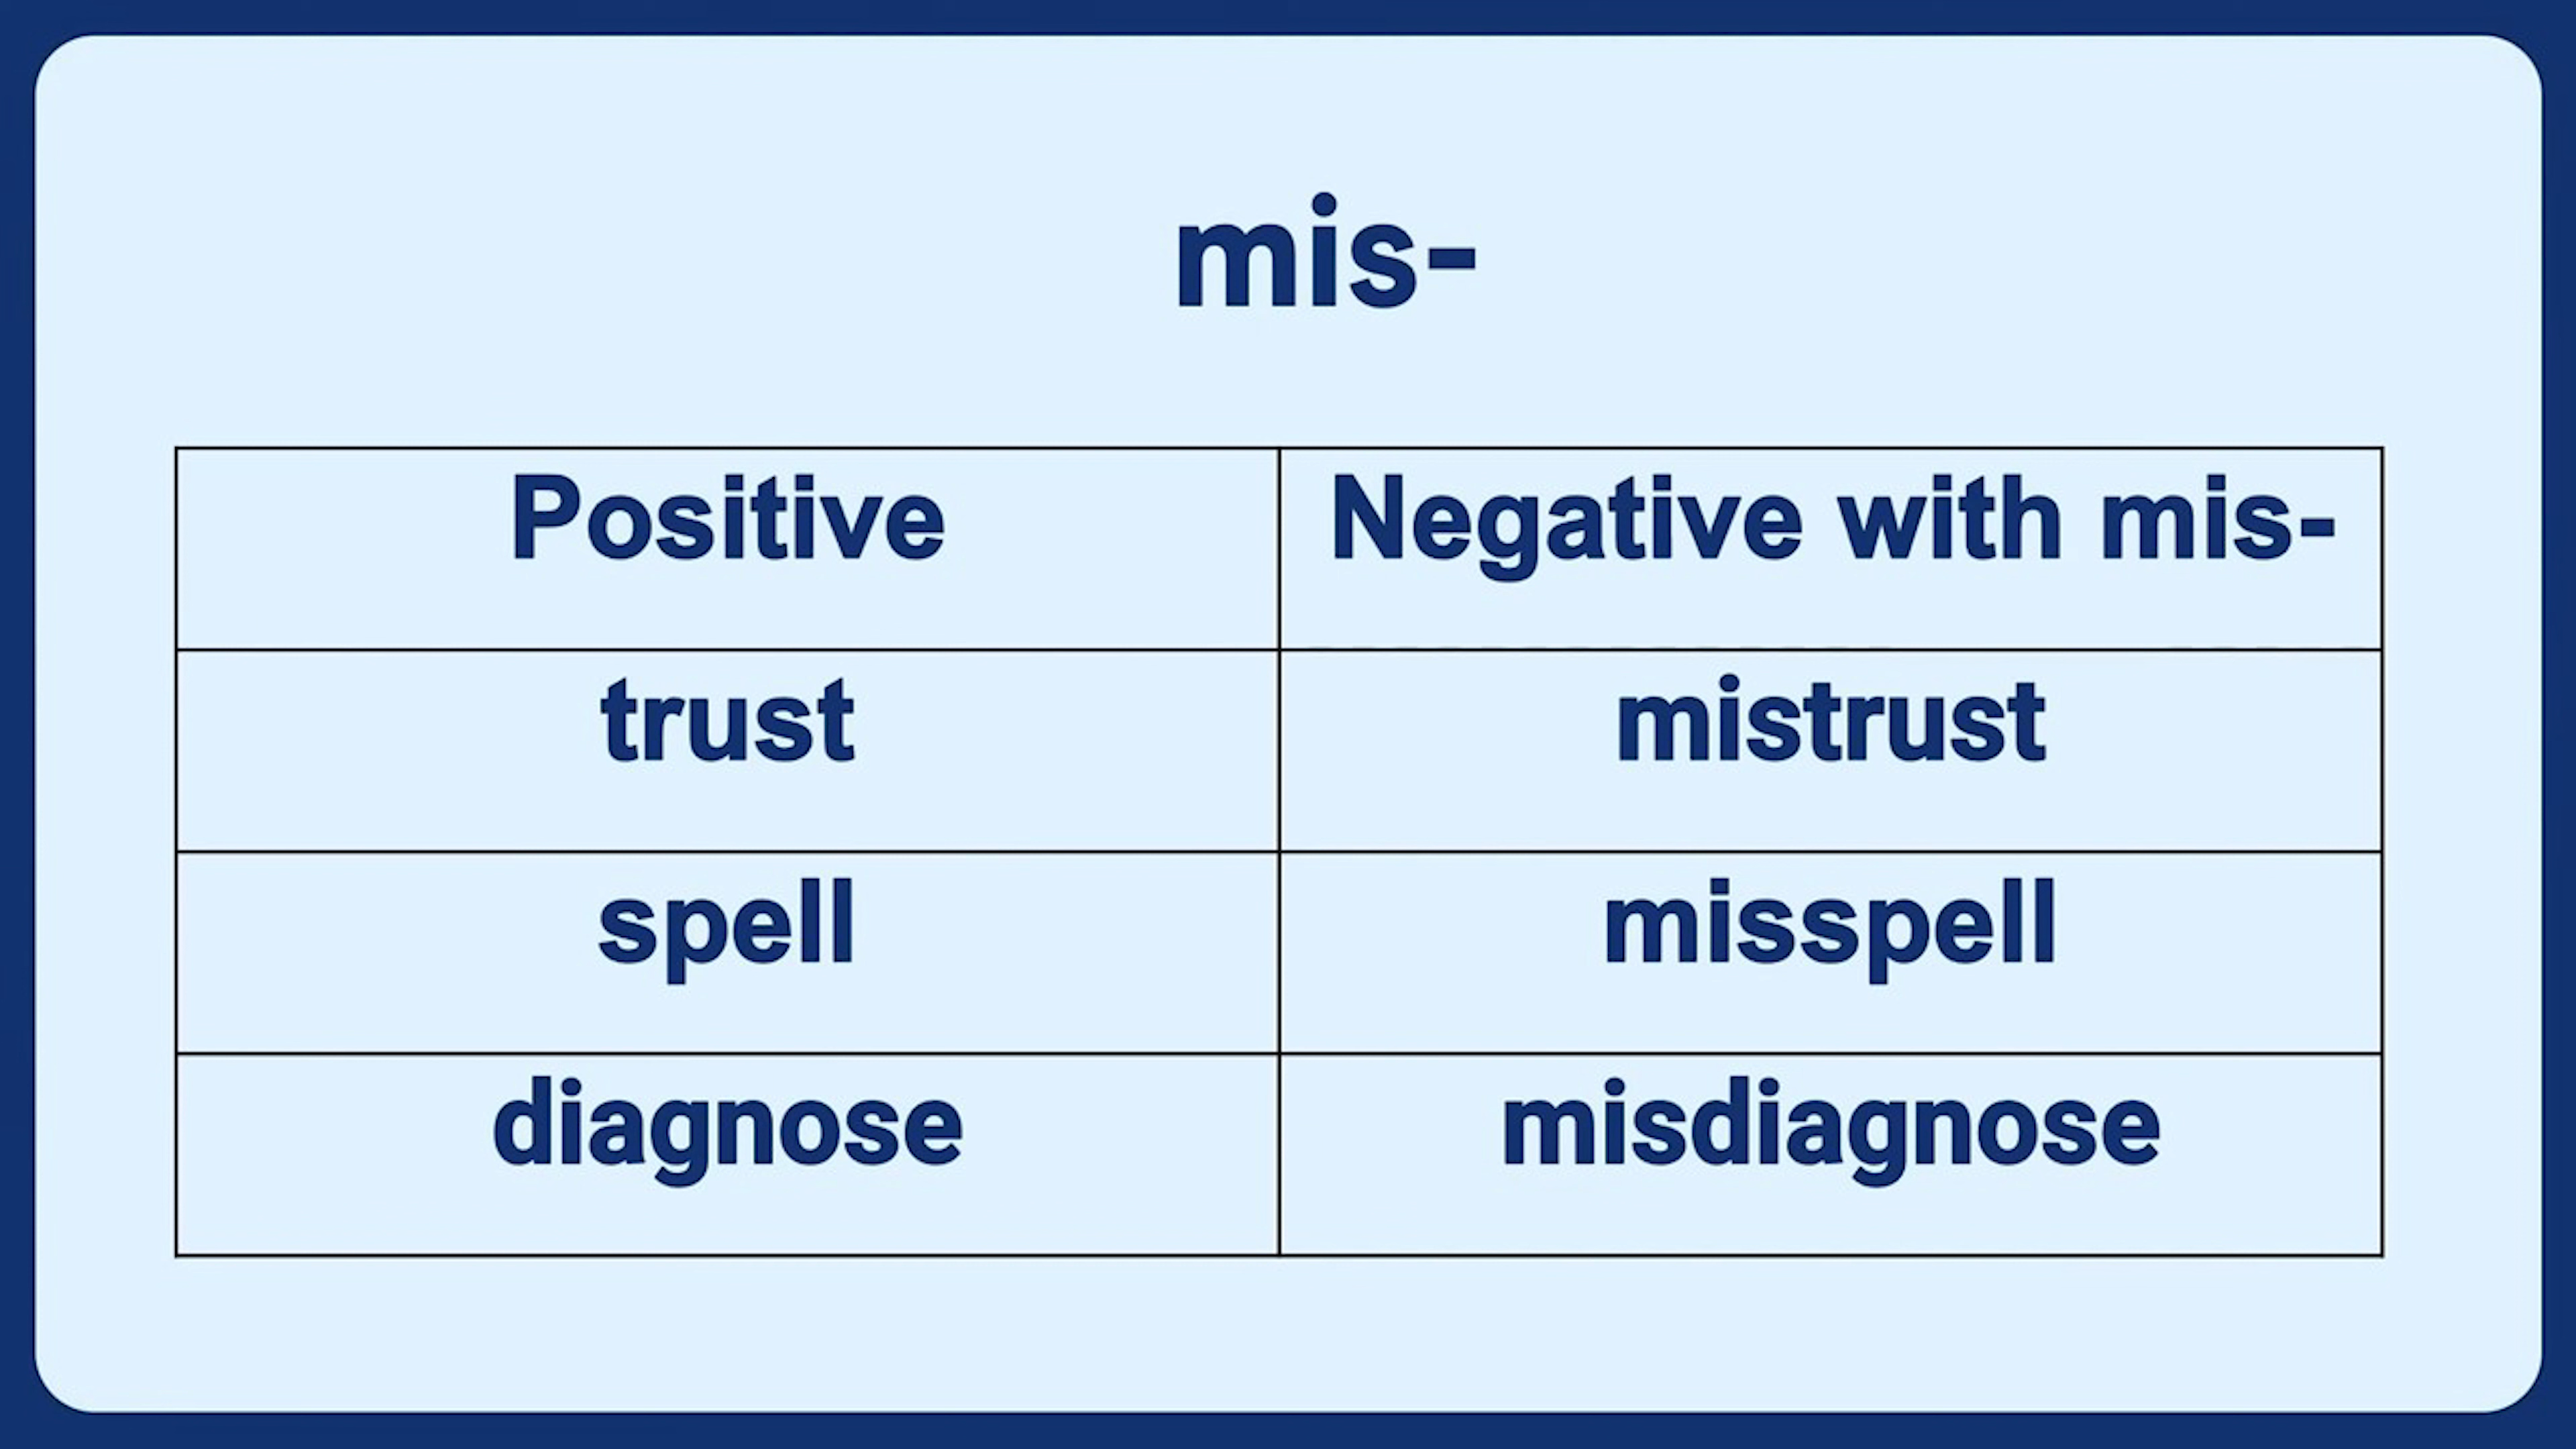 mis-
Positive Negative with mis-
trust mistrust
spell misspell
diagnose misdiagnose